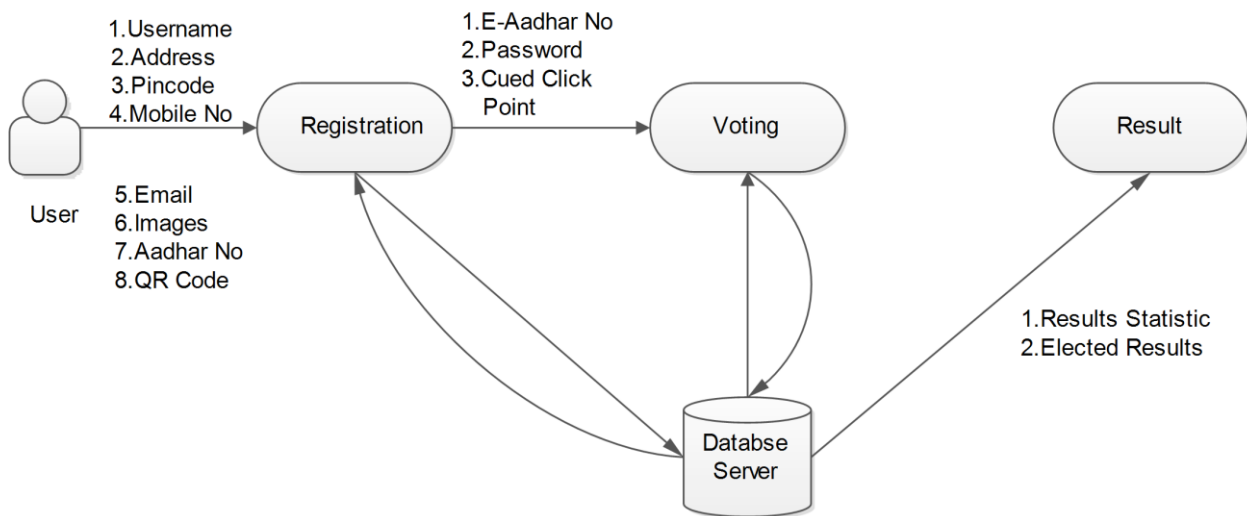 1.Username
2.Address
3.Pincode
4.Mobile No
5.Email
6.Images
7.Aadhar No
8.QR Code
User
Registration
1.E-Aadhar No
2.Password
3.Cued Click
Point
Voting
Result
Databse
Server
1.Results Statistic
2.Elected Results